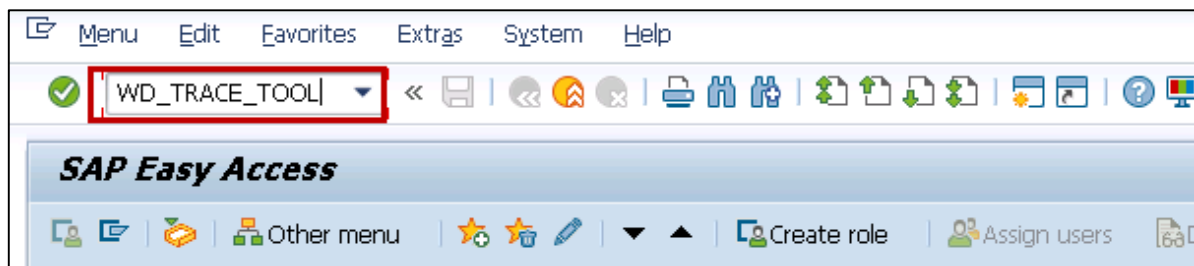 Menu Edit Favorites Extras System Help
WD_TRACE_TOOL
SAP Easy Access
Other menu Create role Assign users